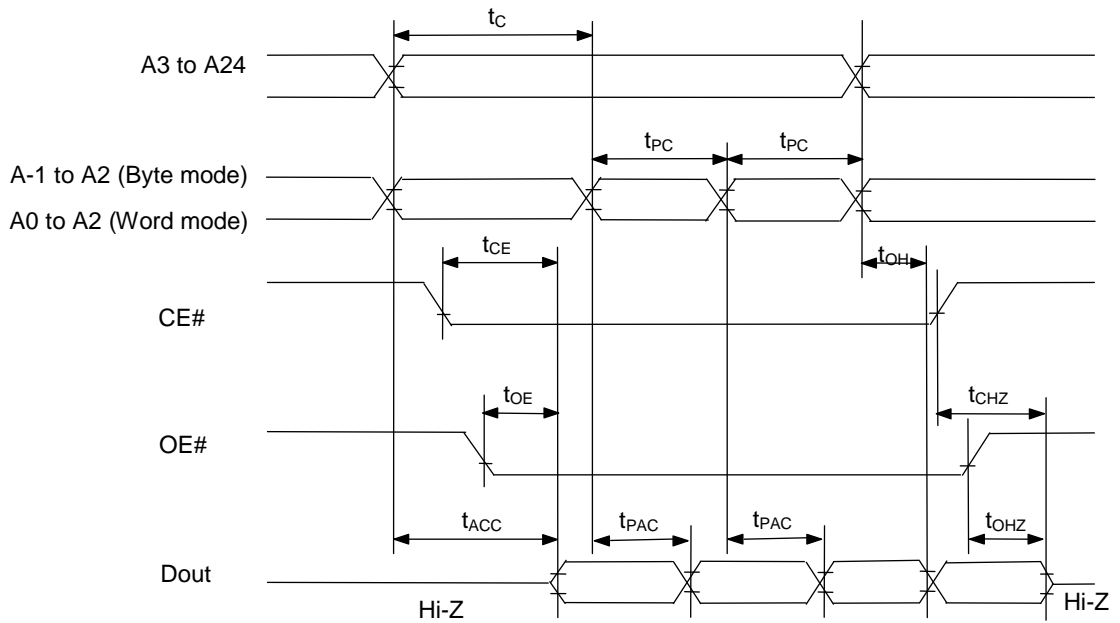 tC
A3 to A24
tPC tPC
A-1 to A2 (Byte mode)
A0 to A2 (Word mode)
tCE
tOH
CE#
tOE
tCHZ
OE#
tACC tPAC tPAC tOHZ
Dout
Hi-Z Hi-Z